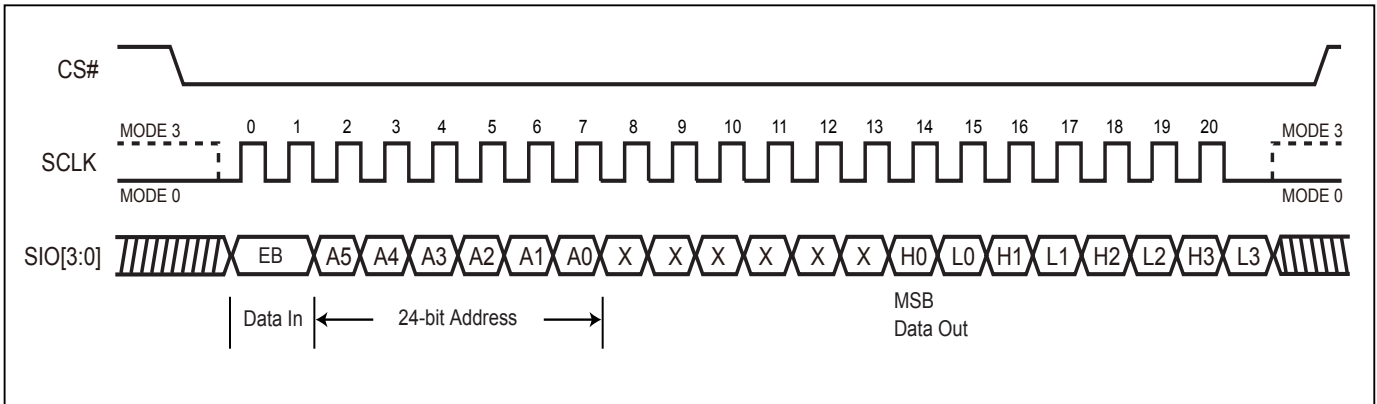 CS#
MODE 3 0 1 2 3 4 5 6 7 8 9 10 11 12 13 14 15 16 17 18 19 20 MODE 3
SCLK
MODE 0 MODE 0
SIO[3:0] EB A5 A4 A3 A2 A1 A0 X X X X X X H0 L0 H1 L1 H2 L2 H3 L3
Data In 24-bit Address MSB
Data Out